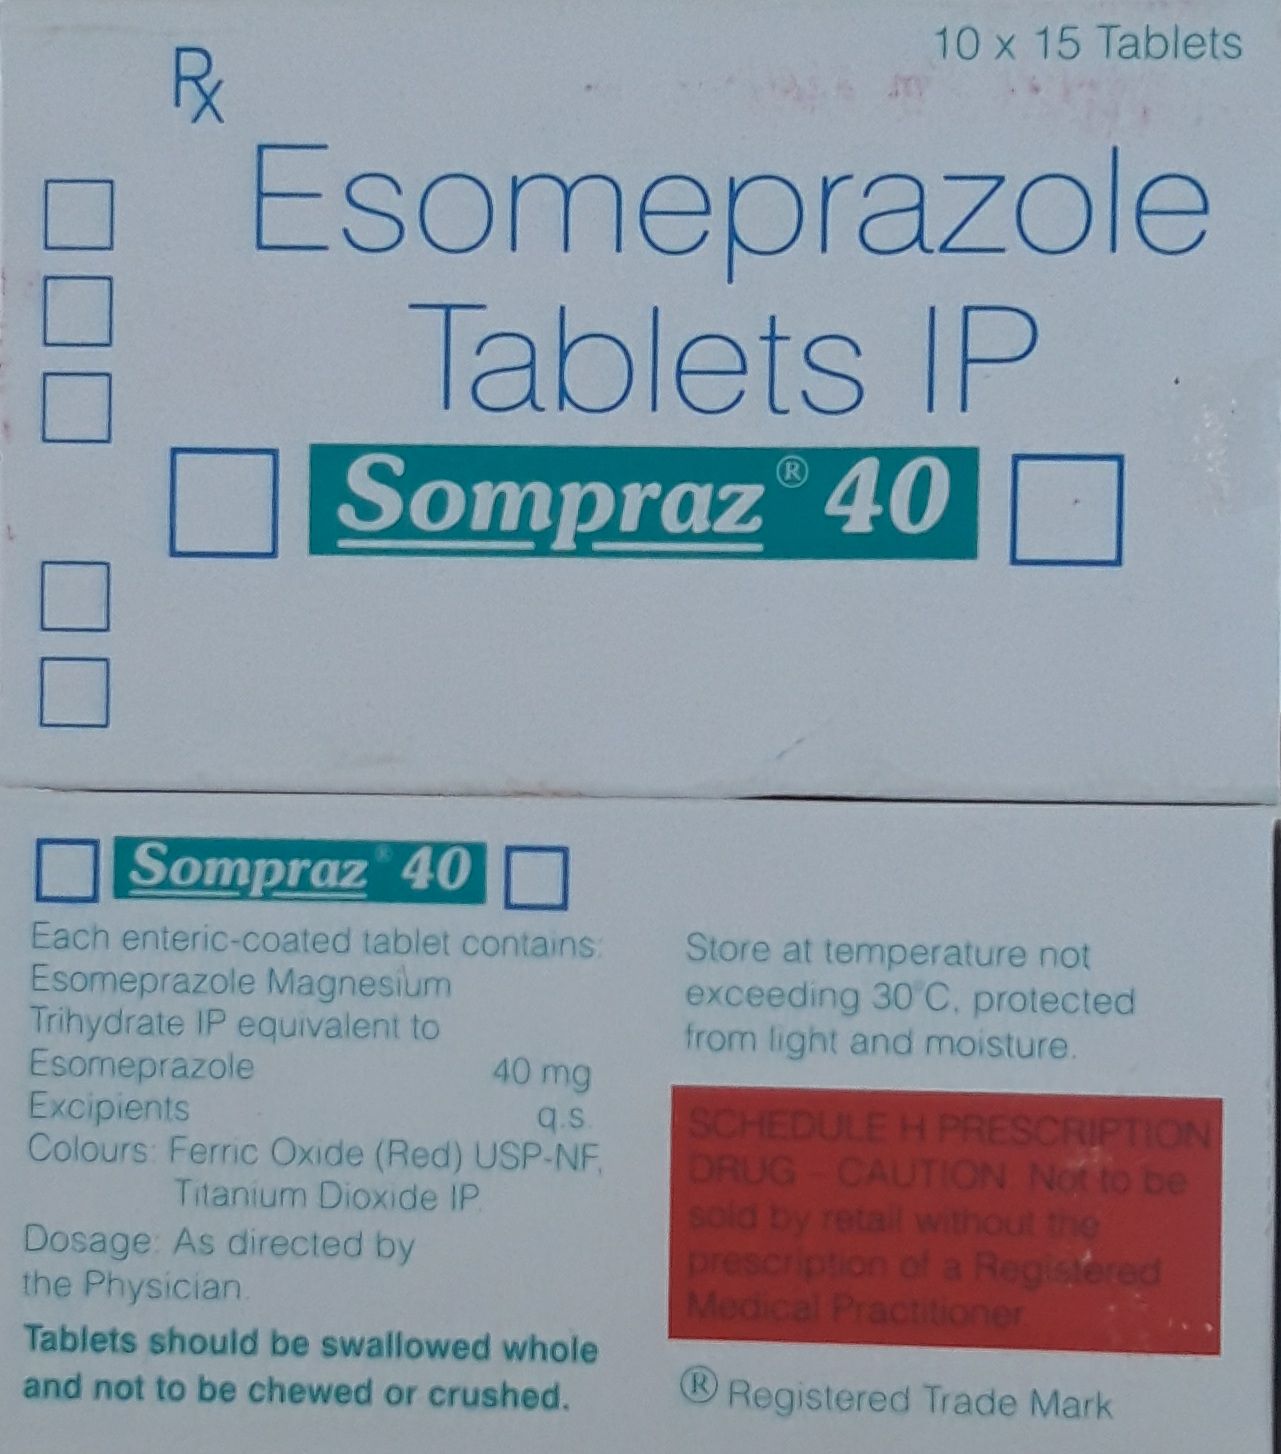 10 x 15 Tablets
Rx
Esomeprazole
Tablets IP
Sompraz® 40
Sompraz® 40
Each enteric-coated tablet contains:
Esomeprazole Magnesium
Trihydrate IP equivalent to
Esomeprazole 40 mg
Excipients q.s.
Colours: Ferric Oxide (Red) USP-NF,
Titanium Dioxide IP.
Dosage: As directed by
the Physician.
Tablets should be swallowed whole
and not to be chewed or crushed.
Store at temperature not
exceeding 30°C, protected
from light and moisture.
SCHEDULE H PRESCRIPTION
DRUG - CAUTION Not to be
sold by retail without the
prescription of a Registered
Medical Practitioner
® Registered Trade Mark